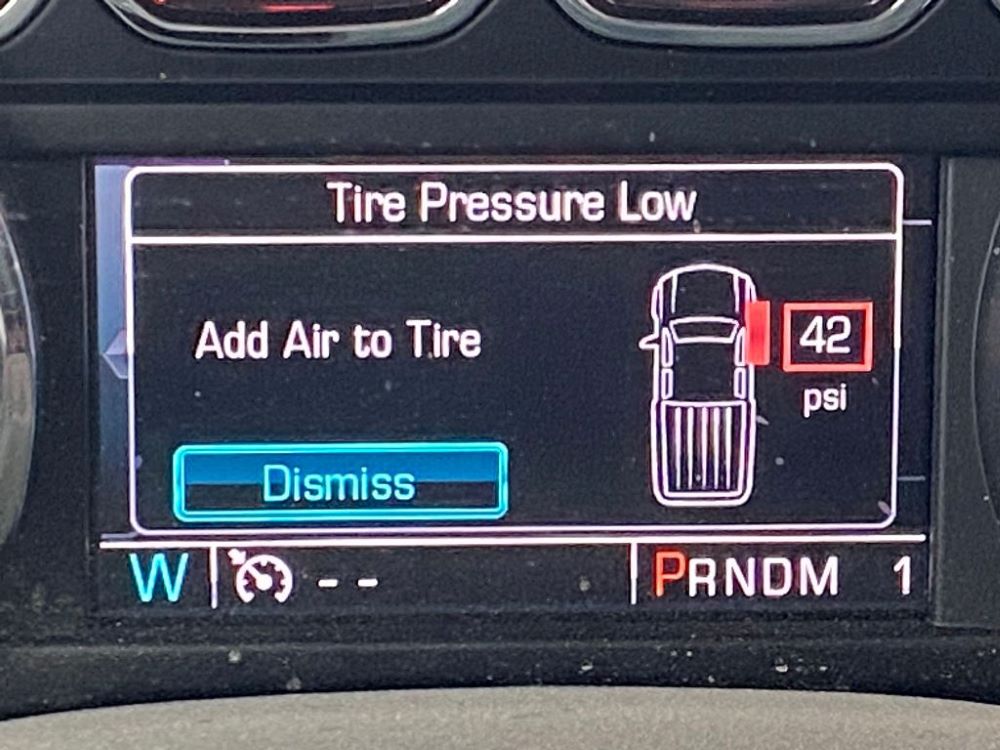 Tire Pressure Low
Add Air to Tire
42
psi
Dismiss
W
- -
PRNDM 1